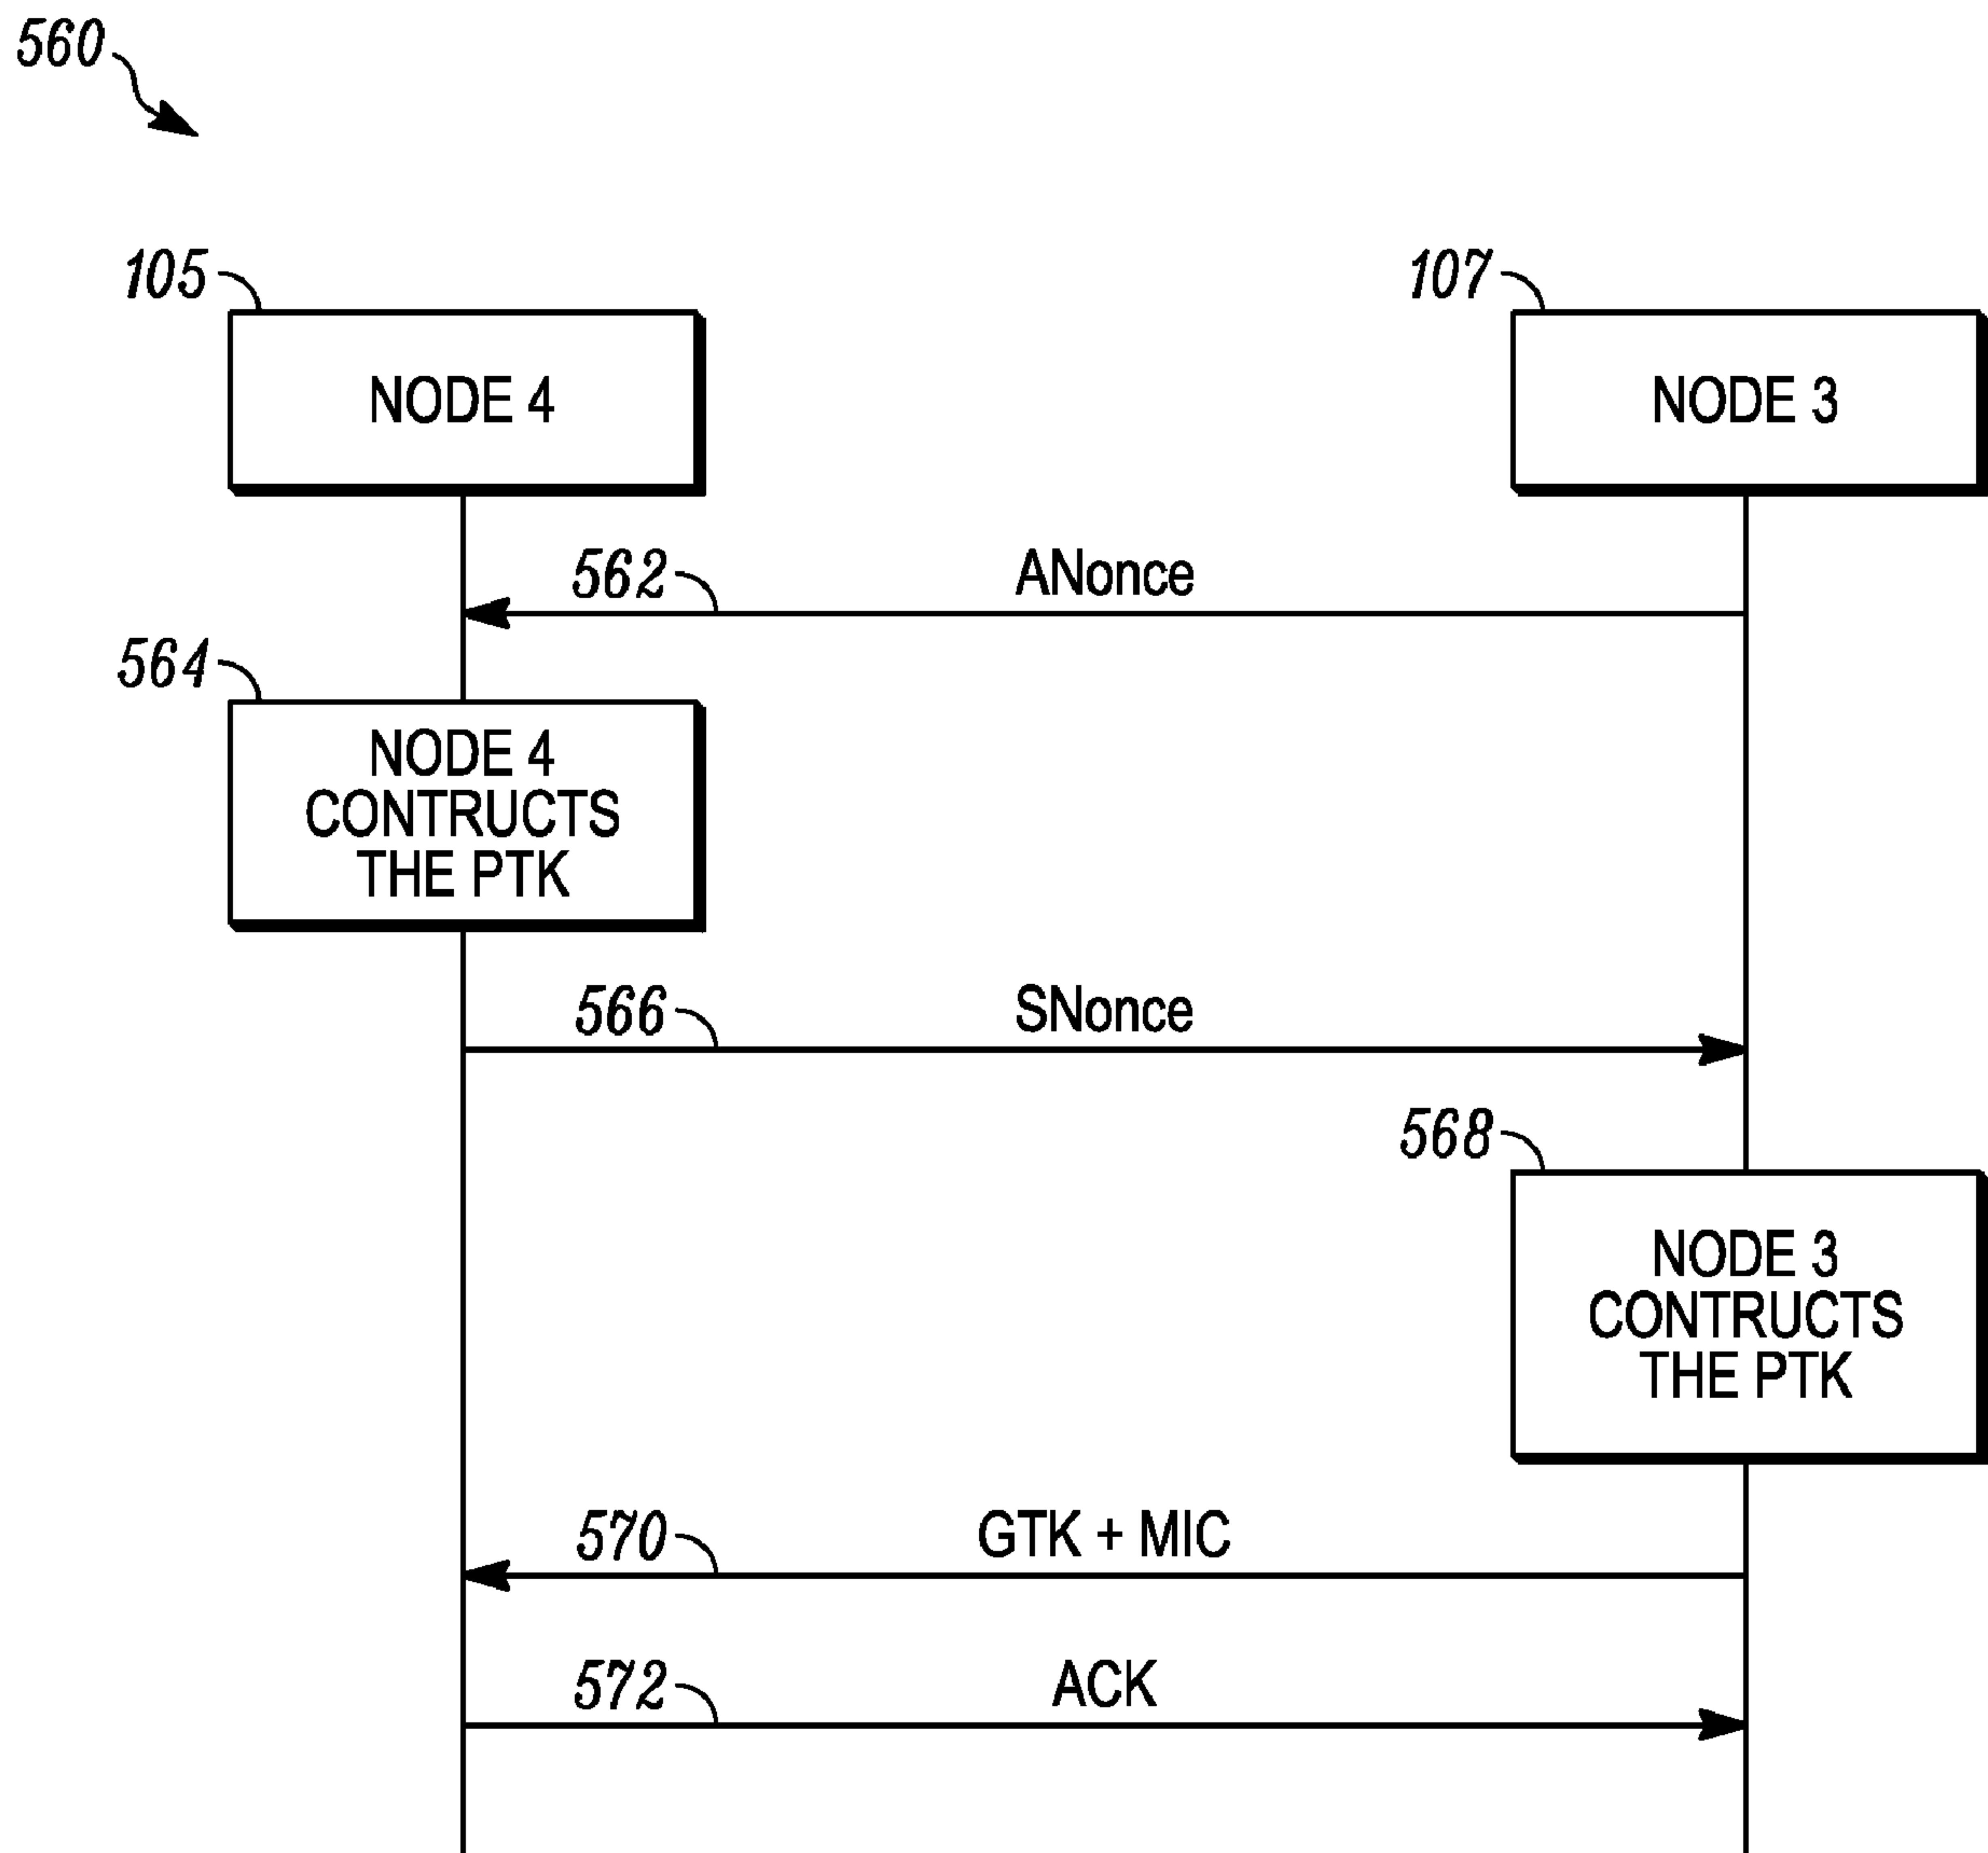 560
105
107
NODE 4
NODE 3
562
ANonce
564
NODE 4
CONTRUCTS
THE PTK
566
SNonce
568
NODE 3
CONTRUCTS
THE PTK
570
GTK + MIC
572
ACK